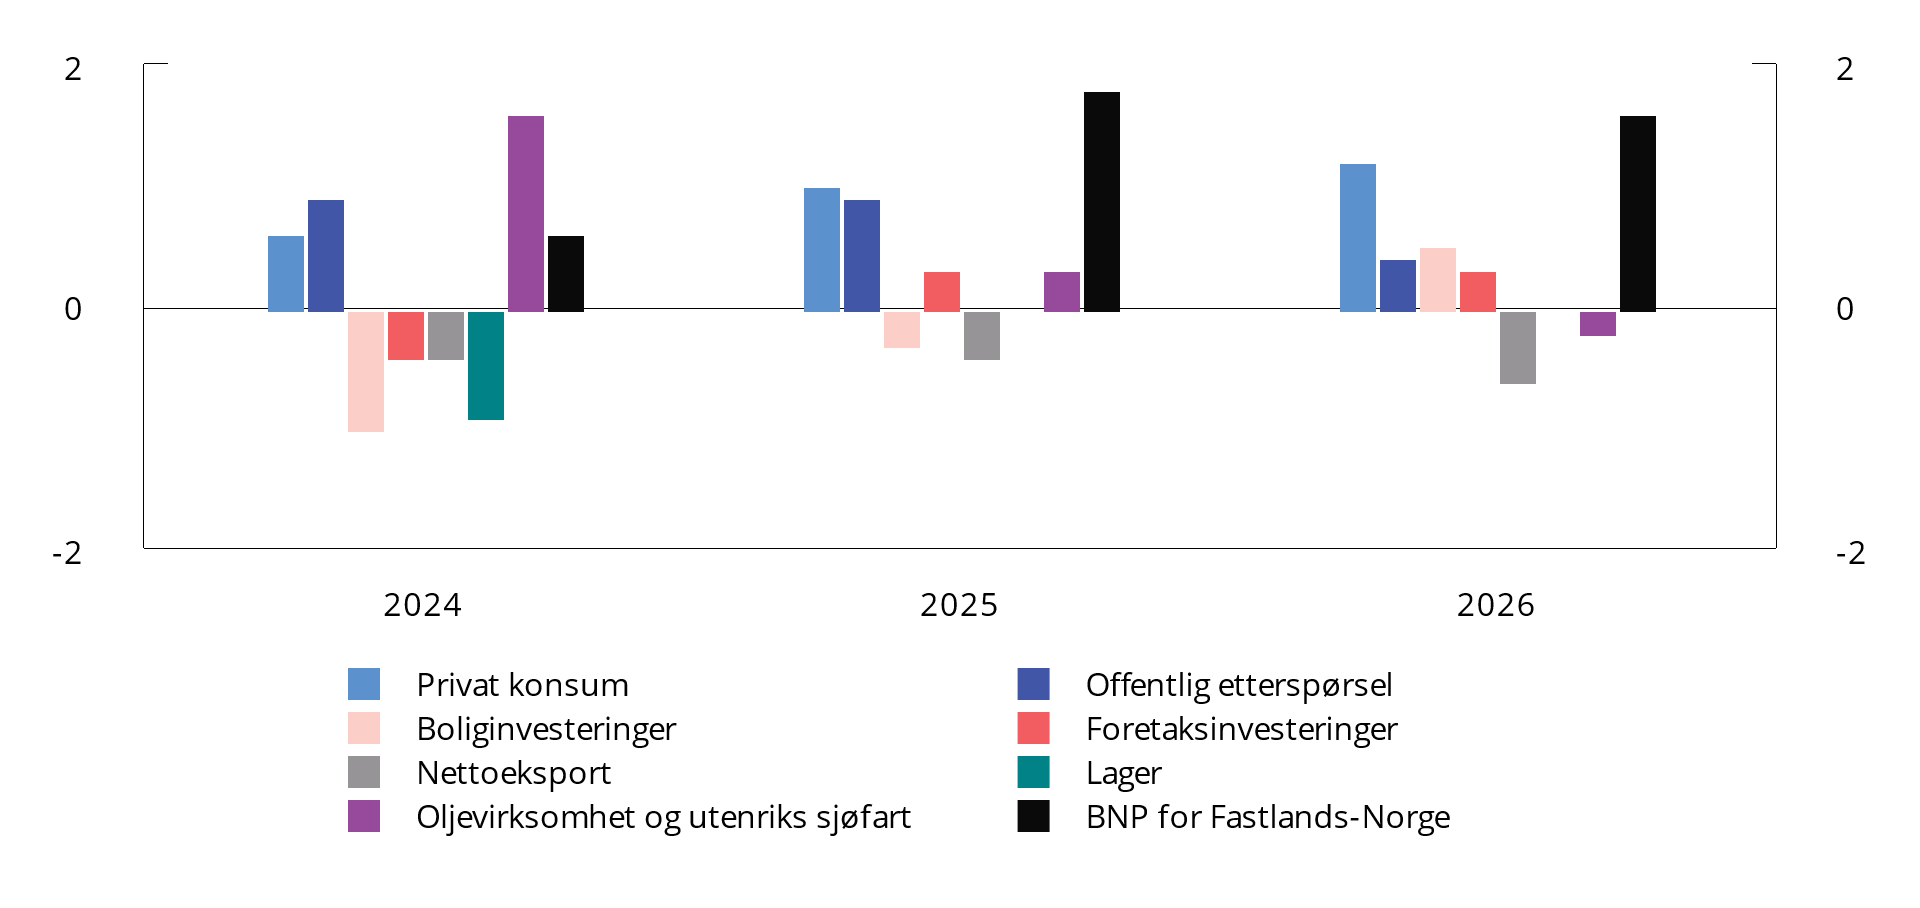 2 2
0 0
-2 -2
2024 2025 2026
Privat konsum Offentlig etterspørsel
Boliginvesteringer Foretaksinvesteringer
Nettoeksport Lager
Oljevirksomhet og utenriks sjøfart BNP for Fastlands-Norge